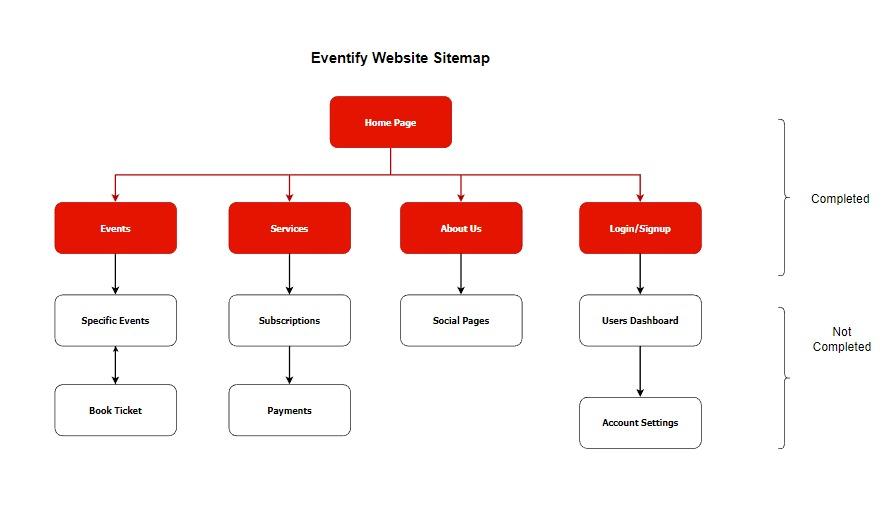 Eventify Website Sitemap
Home Page
Completed
Events
Services
About Us
Login/Signup
Specific Events
Subscriptions
Social Pages
Users Dashboard
Not
Completed
Book Ticket
Payments
Account Settings